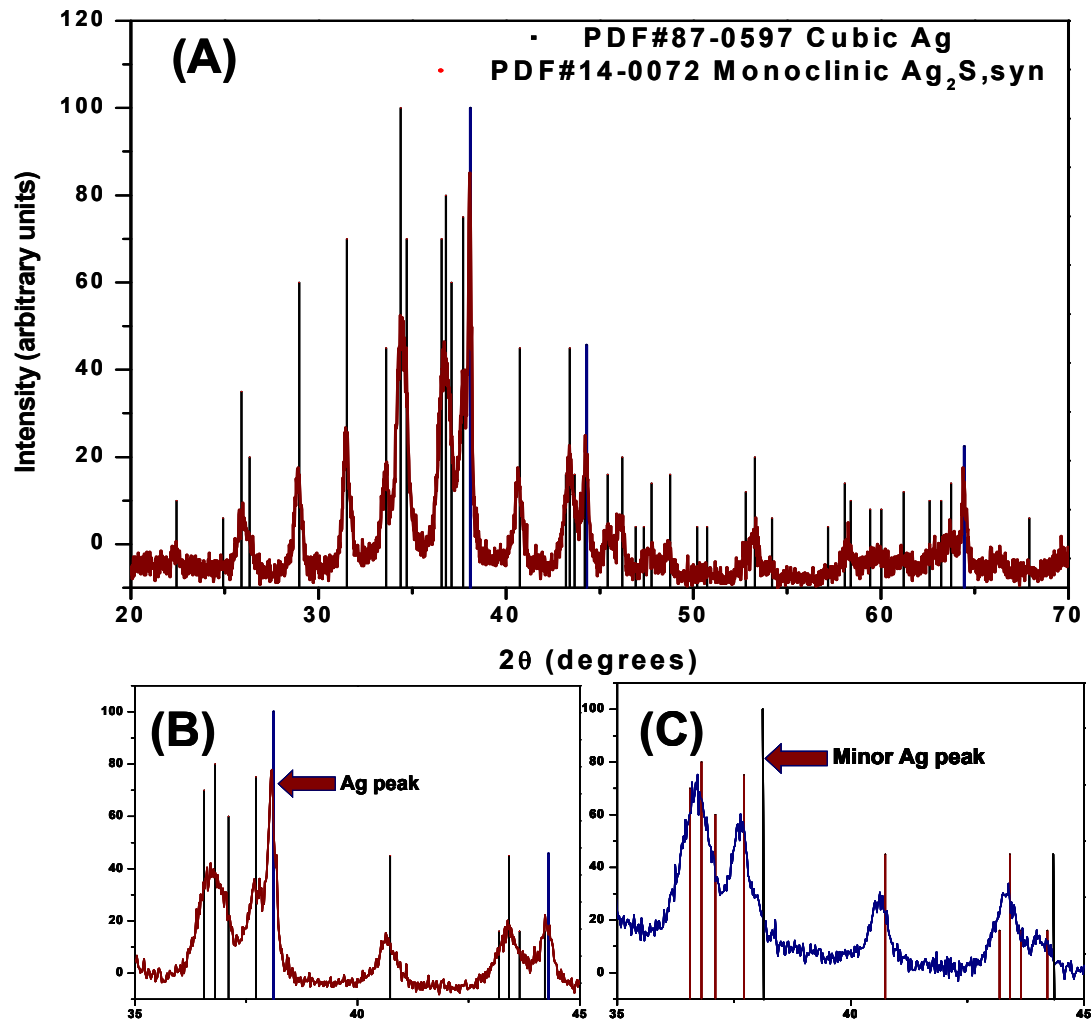 120
100
80
60
40
20
0
Intensity (arbitrary units)
(A)
PDF#87-0597 Cubic Ag
PDF#14-0072 Monoclinic Ag₂S,syn
20 30 40 50 60 70
2θ (degrees)
100
80
60
40
20
0
(B)
Ag peak
35 40 45
100
80
60
40
20
0
(C)
Minor Ag peak
35 40 45